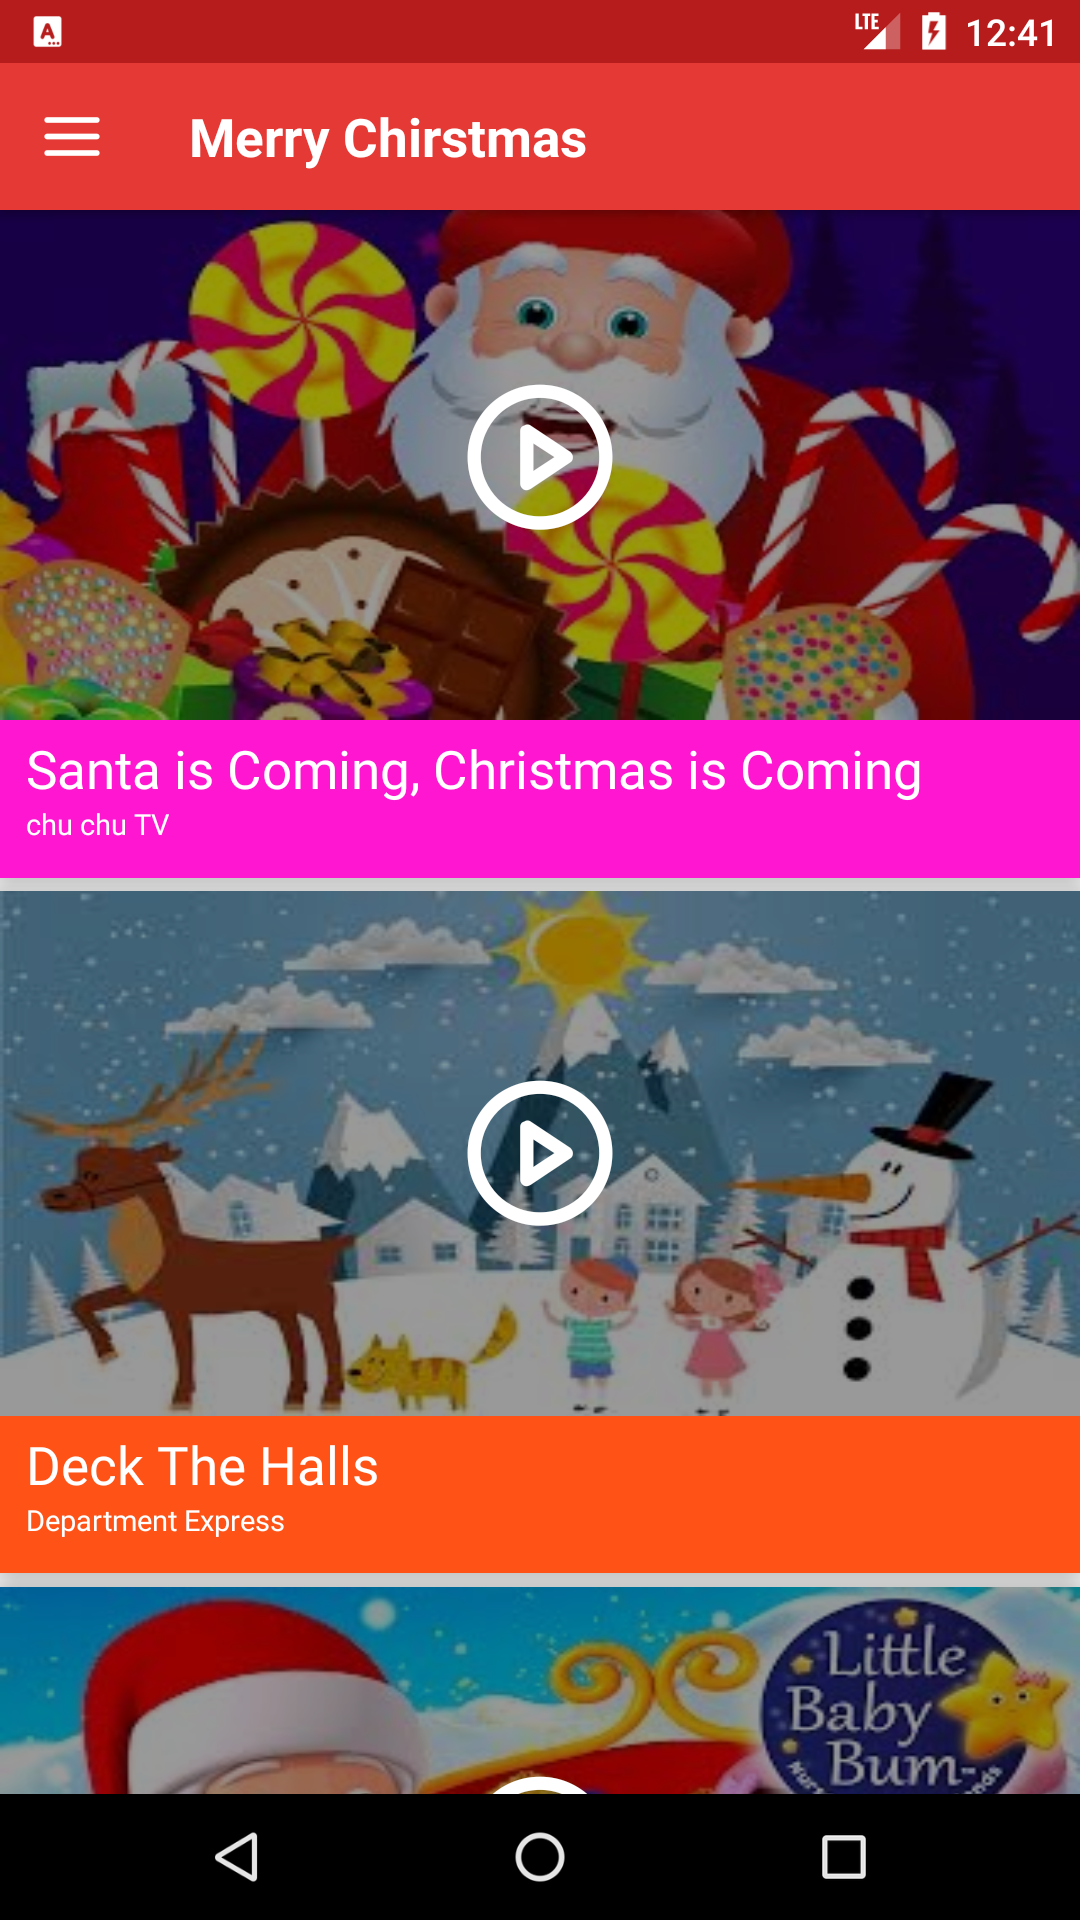 A
LTE
12:41
Merry Chirstmas
Santa is Coming, Christmas is Coming
chu chu TV
Deck The Halls
Department Express
Little
Baby
Bum